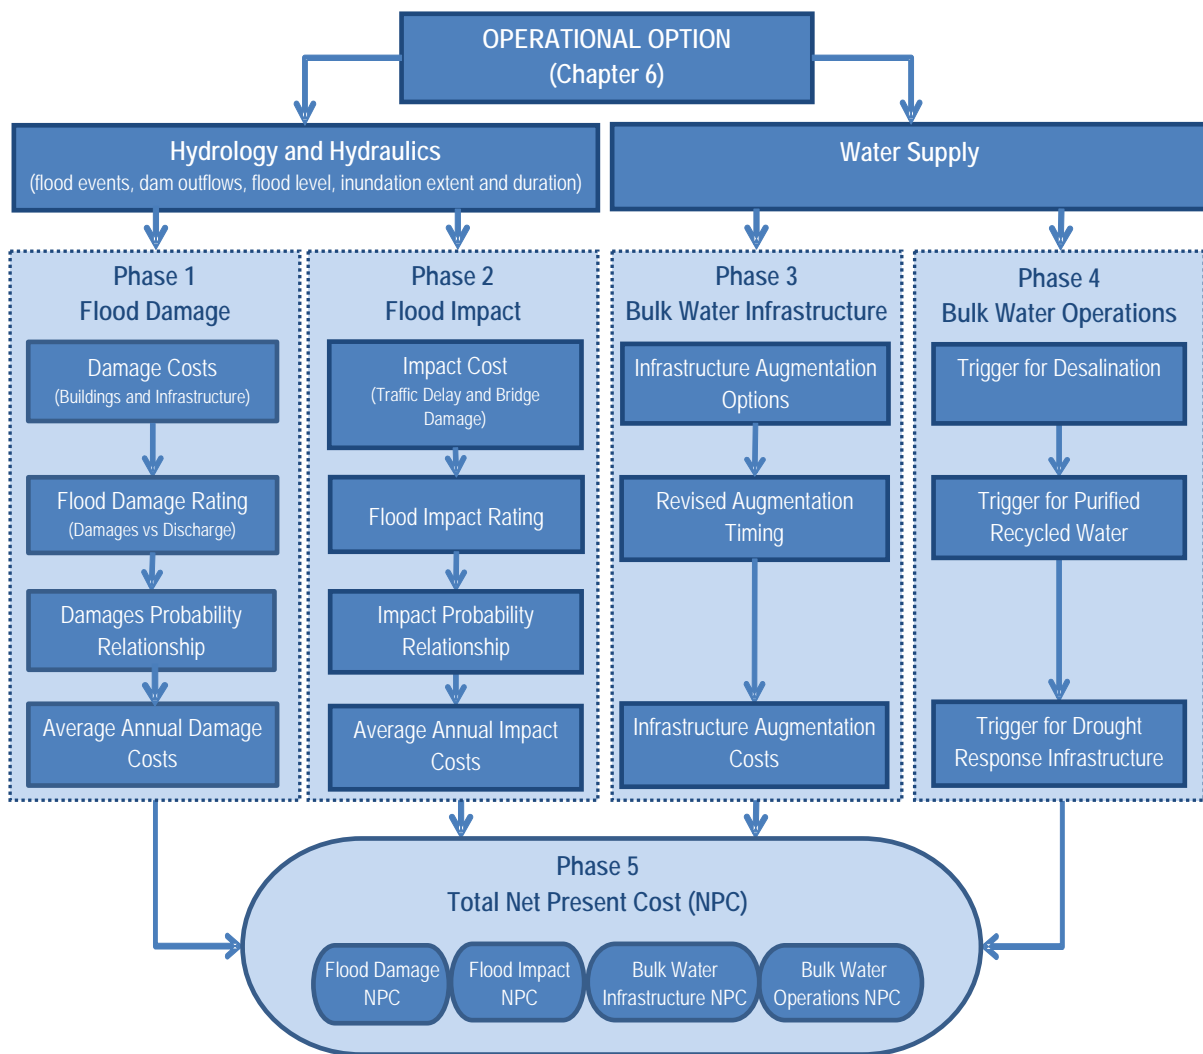 OPERATIONAL OPTION
(Chapter 6)
Hydrology and Hydraulics
(flood events, dam outflows, flood level, inundation extent and duration)
Water Supply
Phase 1
Flood Damage
Damage Costs
(Buildings and Infrastructure)
Flood Damage Rating
(Damages vs Discharge)
Damages Probability
Relationship
Average Annual Damage
Costs
Phase 2
Flood Impact
Impact Cost
(Traffic Delay and Bridge
Damage)
Flood Impact Rating
Impact Probability
Relationship
Average Annual Impact
Costs
Phase 3
Bulk Water Infrastructure
Infrastructure Augmentation
Options
Revised Augmentation
Timing
Infrastructure Augmentation
Costs
Phase 4
Bulk Water Operations
Trigger for Desalination
Trigger for Purified
Recycled Water
Trigger for Drought
Response Infrastructure
Phase 5
Total Net Present Cost (NPC)
Flood Damage
NPC
Flood Impact
NPC
Bulk Water
Infrastructure NPC
Bulk Water
Operations NPC